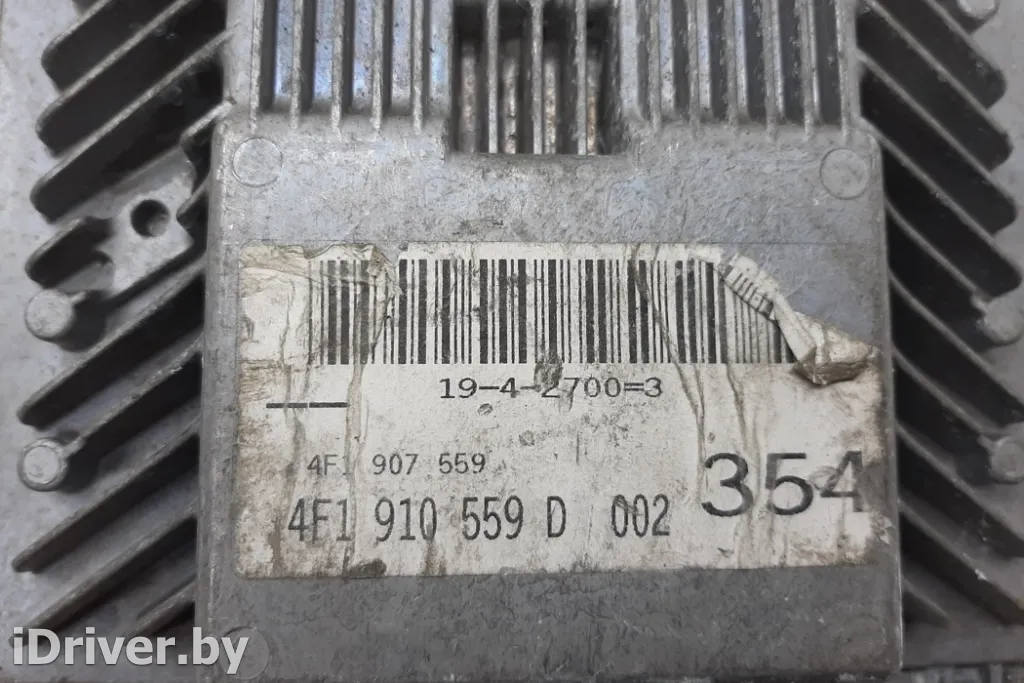 19-4-2700=3
4F1 907 559
354
4F1 910 559 D 002
iDriver.by